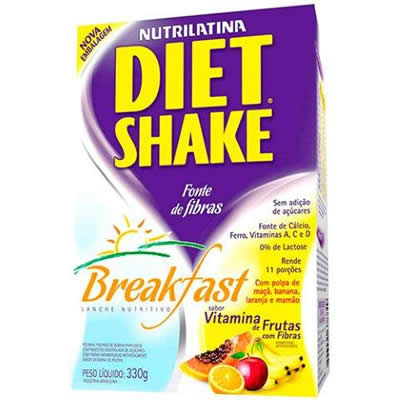 NOVA
EMBALAGEM
NUTRILATINA
DIET
SHAKE®
Fonte
de fibras
Sem adição
de açúcares
Fonte de Cálcio,
Ferro, Vitaminas A, C e D
0% de Lactose
Rende
11 porções
Com polpa de
maçã, banana,
laranja e mamão
Breakfast
LANCHE NUTRITIVO
sabor
Vitamina
de Frutas
com Fibras
PESO LÍQUIDO: 330g
INDÚSTRIA BRASILEIRA